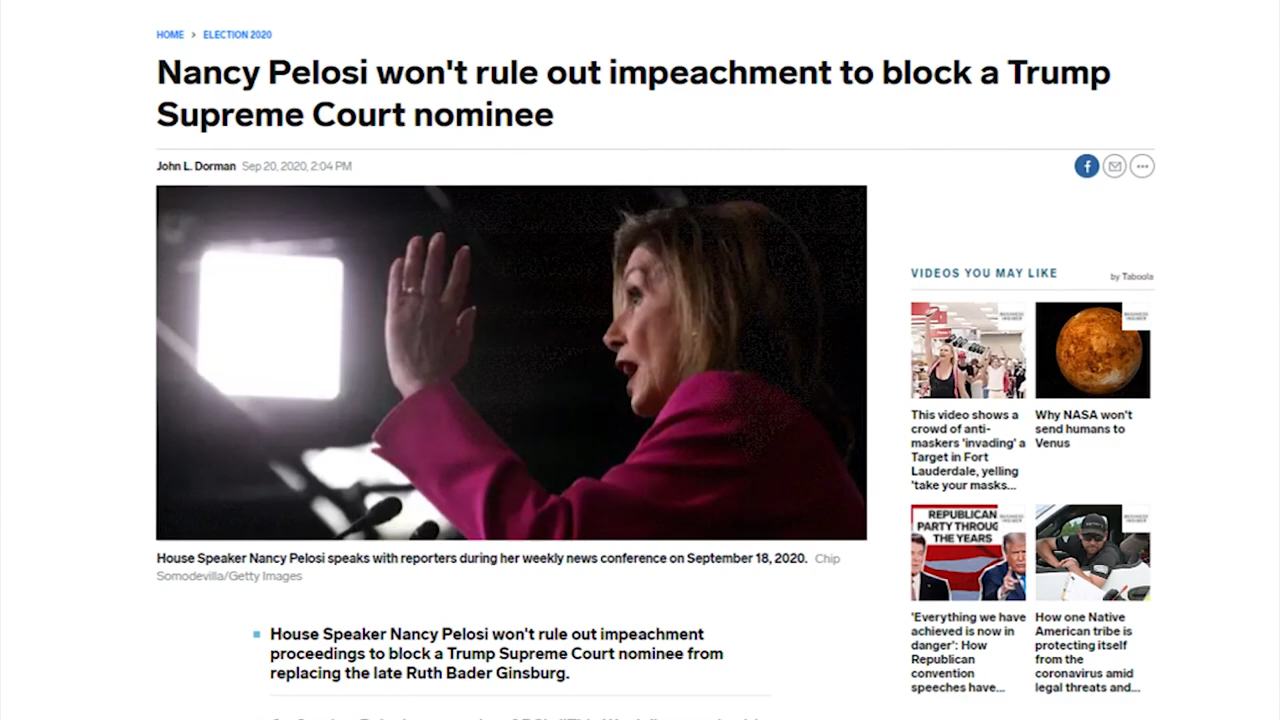 HOME > ELECTION 2020
Nancy Pelosi won't rule out impeachment to block a Trump
Supreme Court nominee
John L. Dorman Sep 20, 2020, 2:04 PM
f
House Speaker Nancy Pelosi speaks with reporters during her weekly news conference on September 18, 2020. Chip
Somodevilla/Getty Images
House Speaker Nancy Pelosi won't rule out impeachment
proceedings to block a Trump Supreme Court nominee from
replacing the late Ruth Bader Ginsburg.
VIDEOS YOU MAY LIKE
by Taboola
This video shows a
crowd of anti-
maskers 'invading' a
Target in Fort
Lauderdale, yelling
'take your masks...
Why NASA won't
send humans to
Venus
REPUBLICAN
PARTY THROUG
THE YEARS
'Everything we have
achieved is now in
danger': How
Republican
convention
speeches have...
How one Native
American tribe is
protecting itself
from the
coronavirus amid
legal threats and...